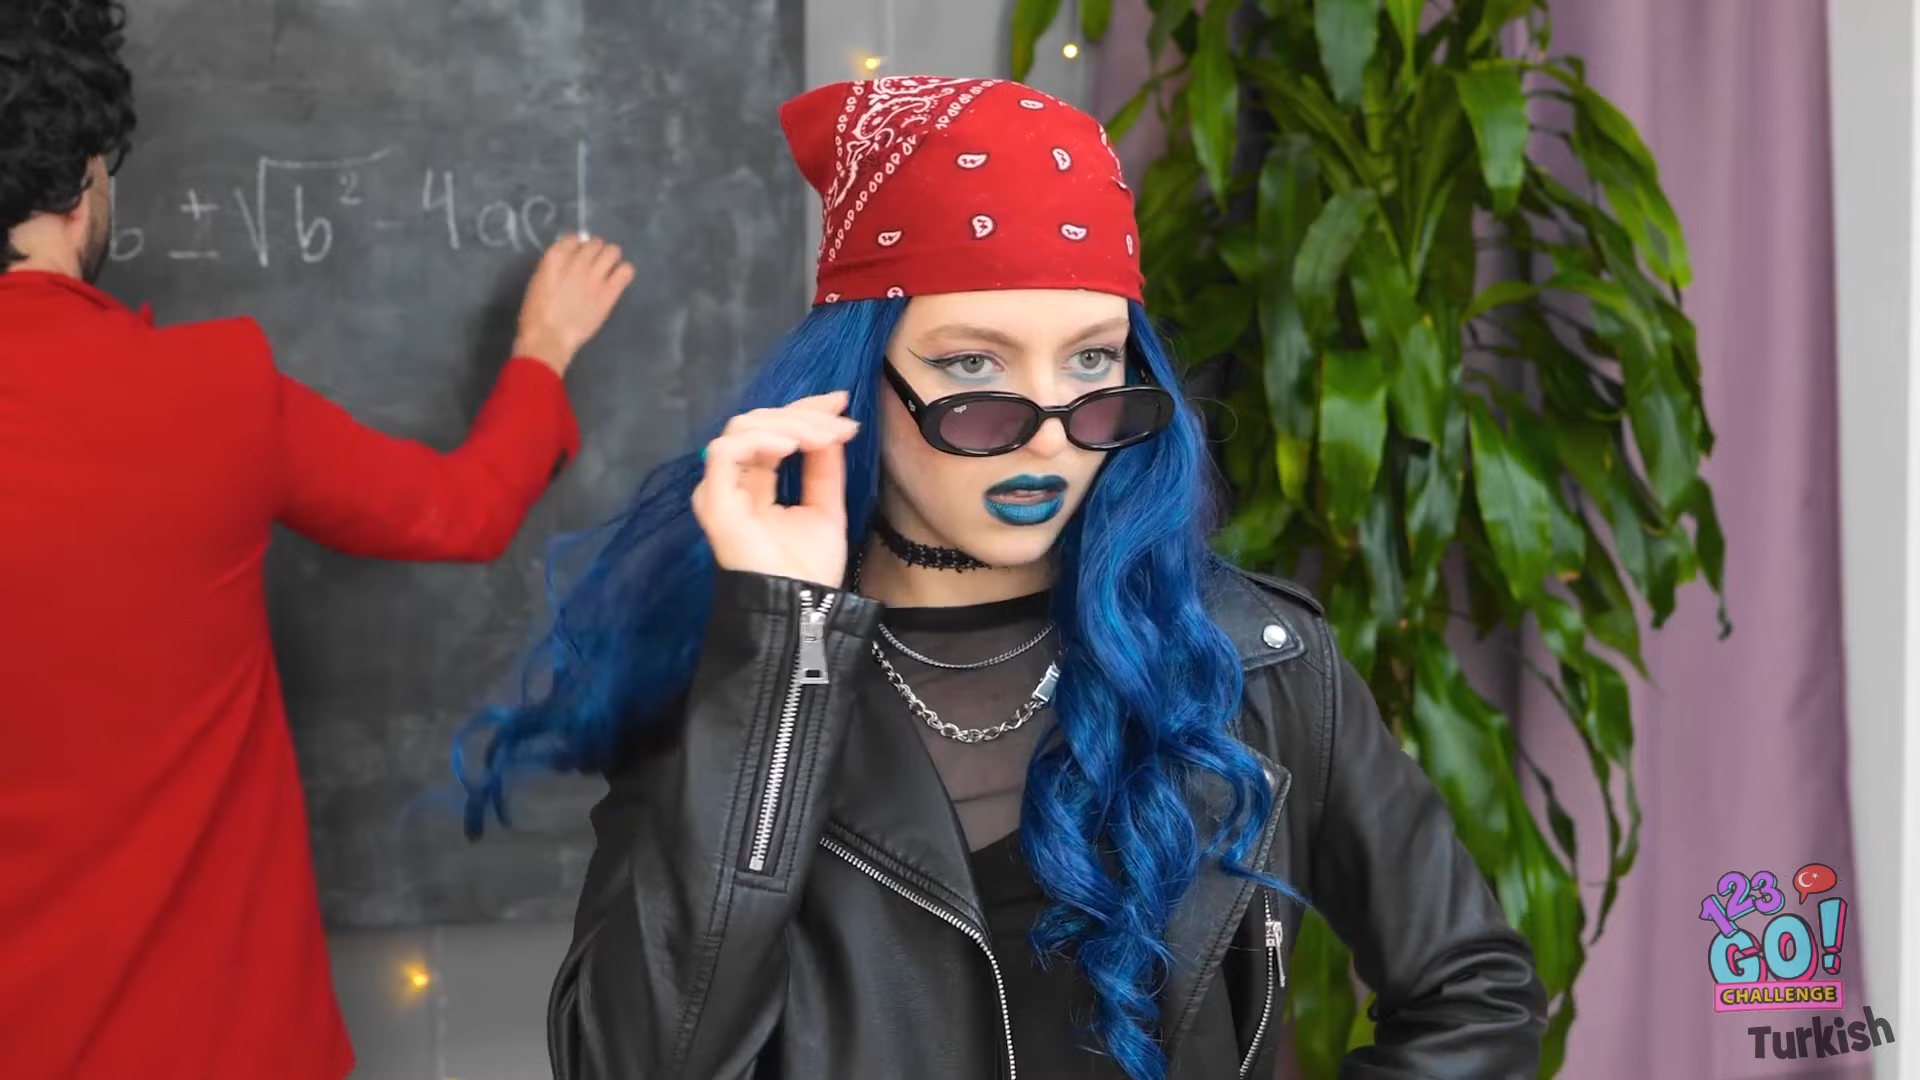 b ± √b² - 4ac
123
GO!
CHALLENGE
Turkish